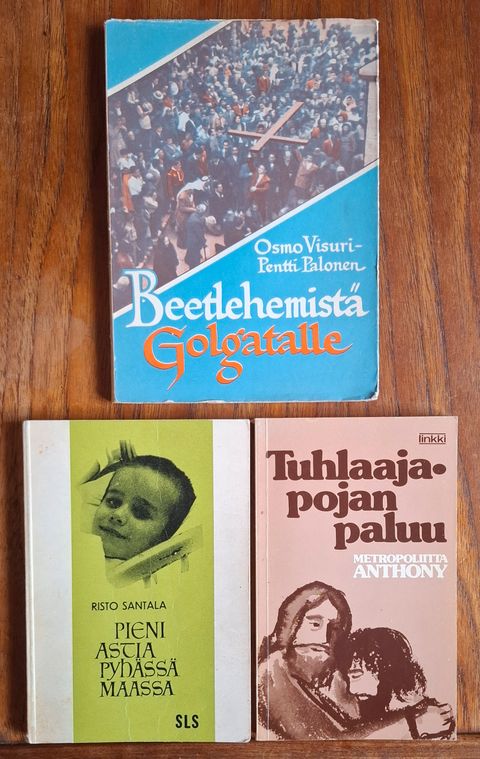 Osmo Visuri-
Pentti Palonen
Beetlehemistä
Golgatalle
RISTO SANTALA
PIENI
ASTIA
PYHÄSSÄ
MAASSA
SLS
linkki
Tuhlaaja-
pojan
paluu
METROPOLIITTA
ANTHONY